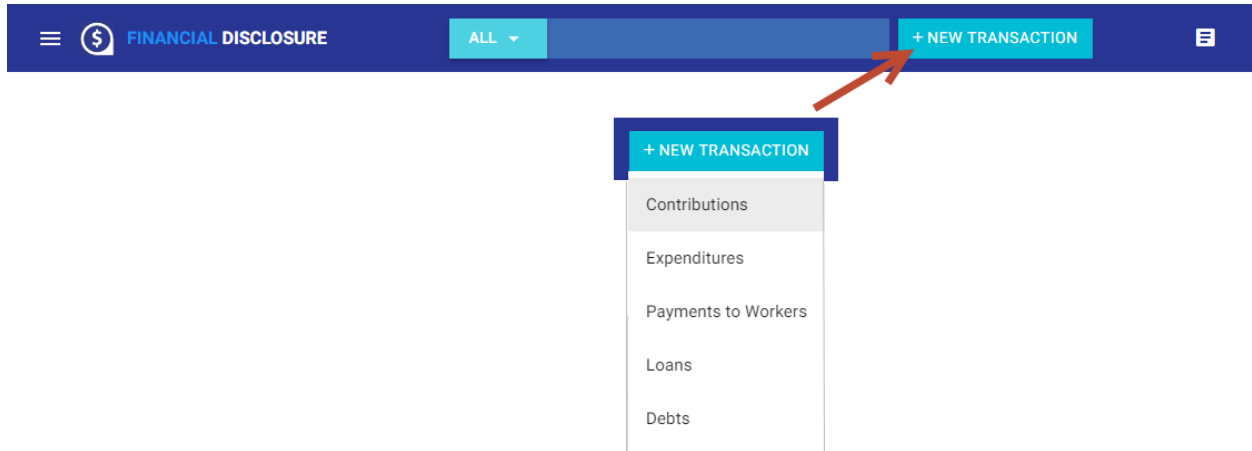 FINANCIAL DISCLOSURE ALL + NEW TRANSACTION
+ NEW TRANSACTION
Contributions
Expenditures
Payments to Workers
Loans
Debts